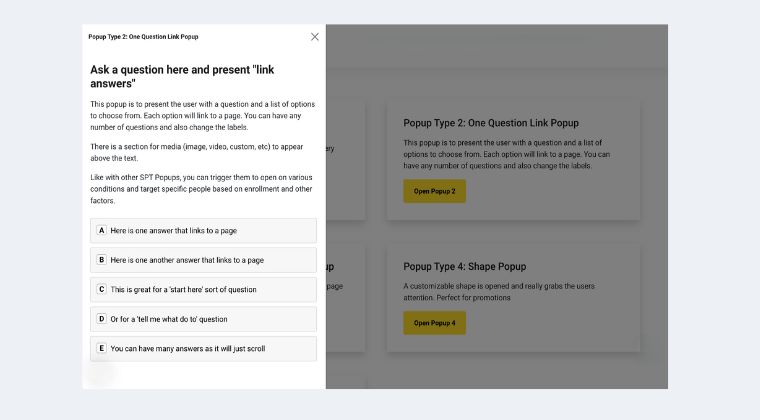 Popup Type 2: One Question Link Popup
Ask a question here and present "link
answers"
This popup is to present the user with a question and a list of options
to choose from. Each option will link to a page. You can have any
number of questions and also change the labels.
There is a section for media (image, video, custom, etc) to appear
above the text.
Like with other SPT Popups, you can trigger them to open on various
conditions and target specific people based on enrollment and other
factors.
A Here is one answer that links to a page
B Here is one another answer that links to a page
C This is great for a 'start here' sort of question
D Or for a 'tell me what do to' question
E You can have many answers as it will just scroll
ery
up
page
Popup Type 2: One Question Link Popup
This popup is to present the user with a question and a list of
options to choose from. Each option will link to a page. You can
have any number of questions and also change the labels.
Open Popup 2
Popup Type 4: Shape Popup
A customizable shape is opened and really grabs the users
attention. Perfect for promotions
Open Popup 4